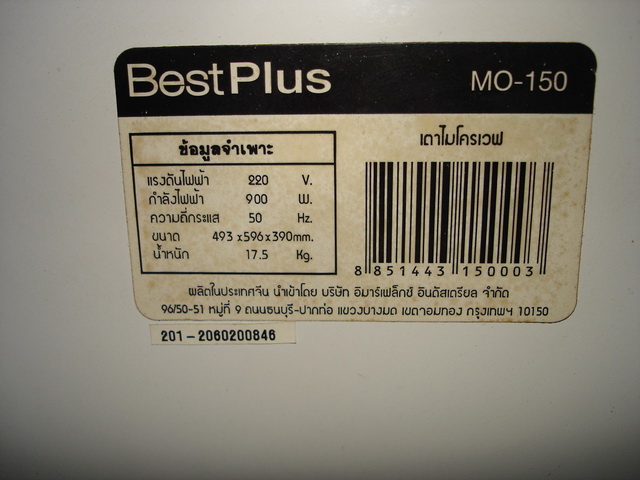 BestPlus MO-150
ข้อมูลจำเพาะ
แรงดันไฟฟ้า 220 V.
กำลังไฟฟ้า 900 W.
ความถี่กระแส 50 Hz.
ขนาด 493 x596x390mm.
น้ำหนัก 17.5 Kg.
เตาไมโครเวฟ
8 851443 150003
ผลิตในประเทศจีน นำเข้าโดย บริษัท อิมาร์เฟล็กซ์ อินดัสเตรียล จำกัด
96/50-51 หมู่ที่ 9 ถนนธนบุรี-ปากท่อ แขวงบางมด เขตจอมทอง กรุงเทพฯ 10150
201-2060200846